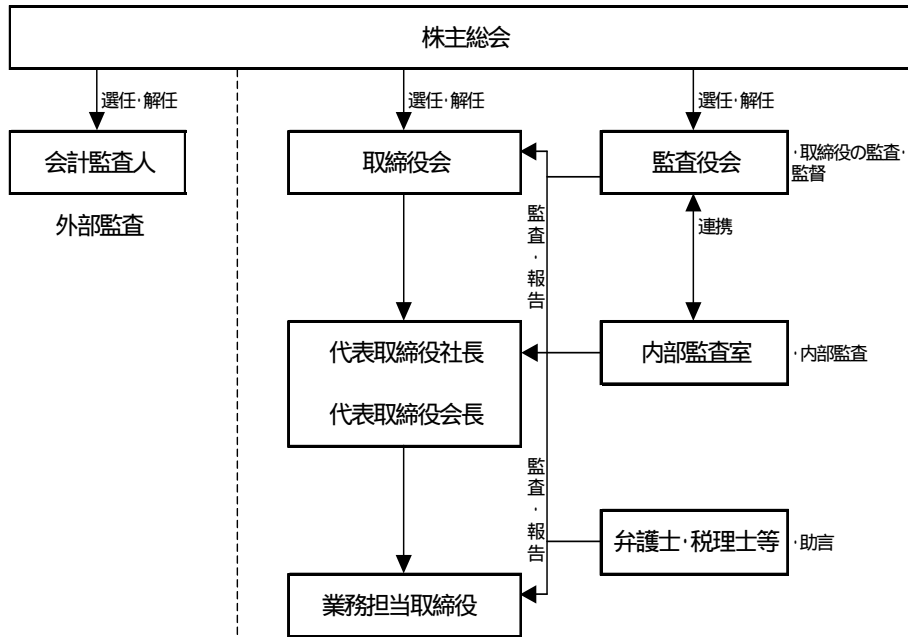 株主総会
選任・解任
選任・解任
選任・解任
会計監査人
取締役会
監査役会
・取締役の監査・
監督
外部監査
監査・報告
連携
代表取締役社長
代表取締役会長
内部監査室
・内部監査
監査・報告
弁護士・税理士等
・助言
業務担当取締役